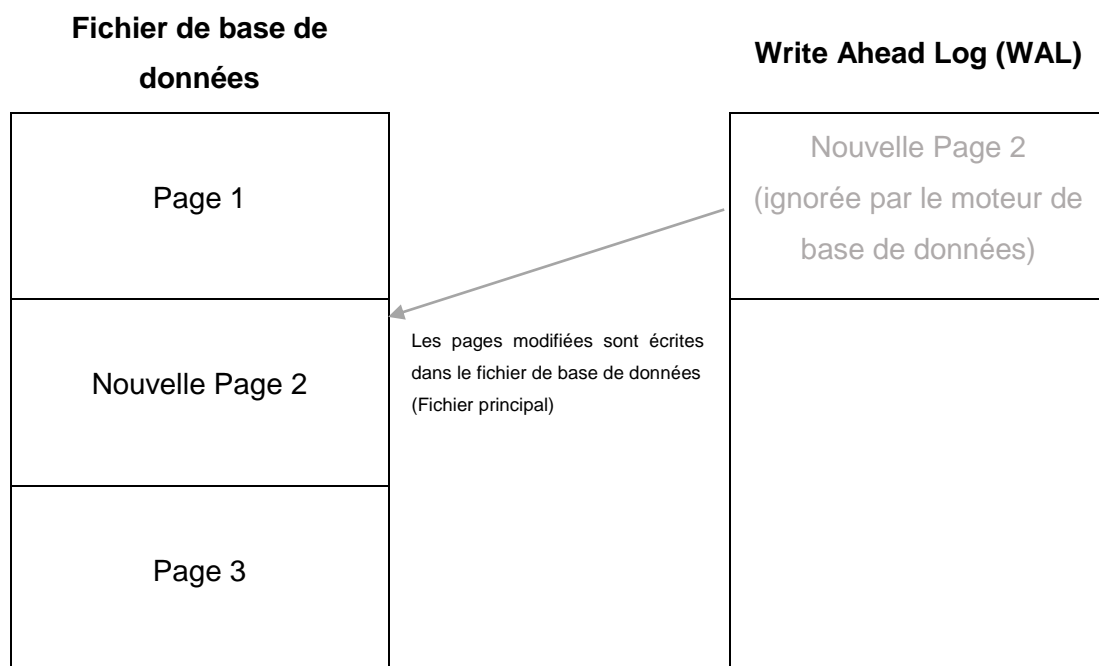 Fichier de base de
données
Write Ahead Log (WAL)
Page 1
Nouvelle Page 2
(ignorée par le moteur de
base de données)
Les pages modifiées sont écrites
dans le fichier de base de données
(Fichier principal)
Nouvelle Page 2
Page 3